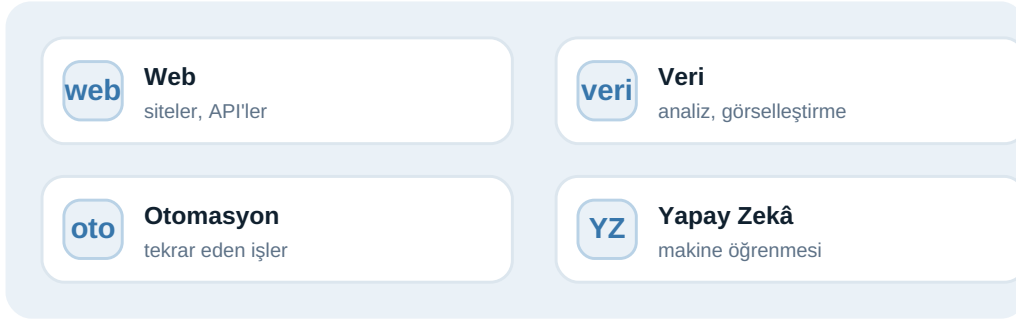 web
Web
siteler, API'ler
veri
Veri
analiz, görselleştirme
oto
Otomasyon
tekrar eden işler
YZ
Yapay Zekâ
makine öğrenmesi